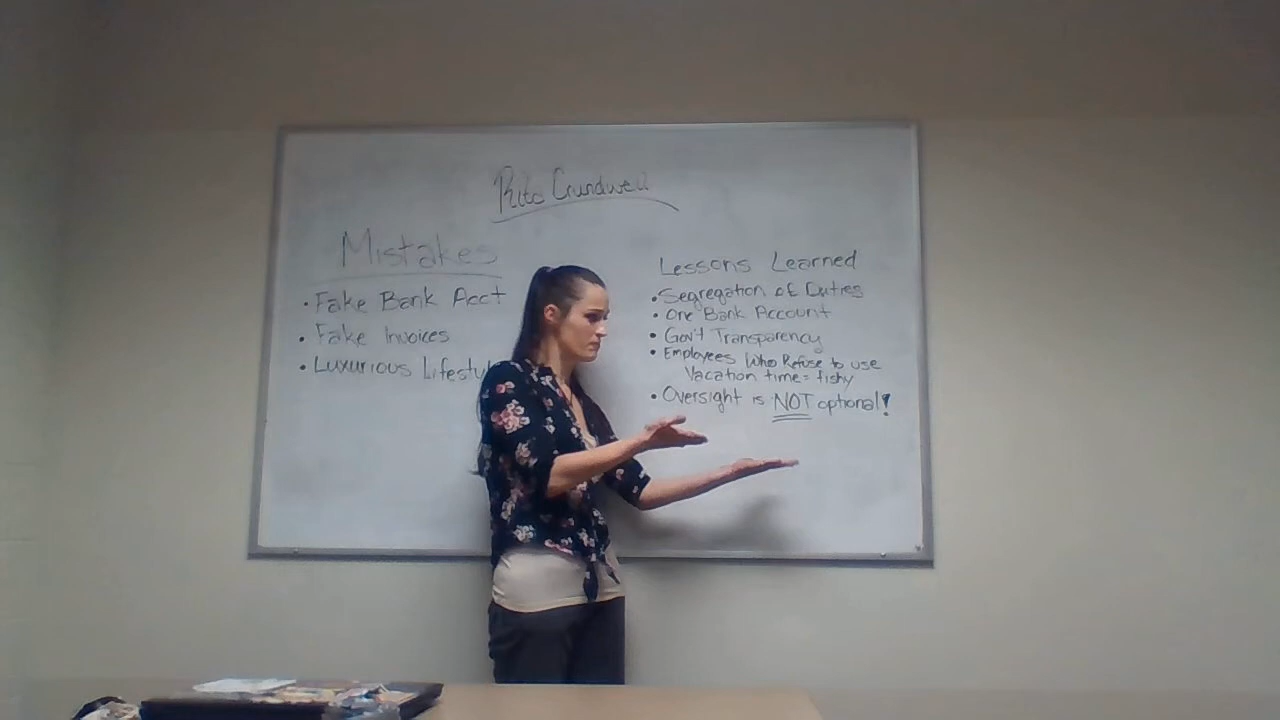 Rita Crundwell
Mistakes
• Fake Bank Acct
• Fake Invoices
• Luxurious Lifesty
Lessons Learned
• Segregation of Duties
• One Bank Account
• Gov't Transparency
• Employees Who Refuse to use
Vacation time = fishy
• Oversight is NOT optional!